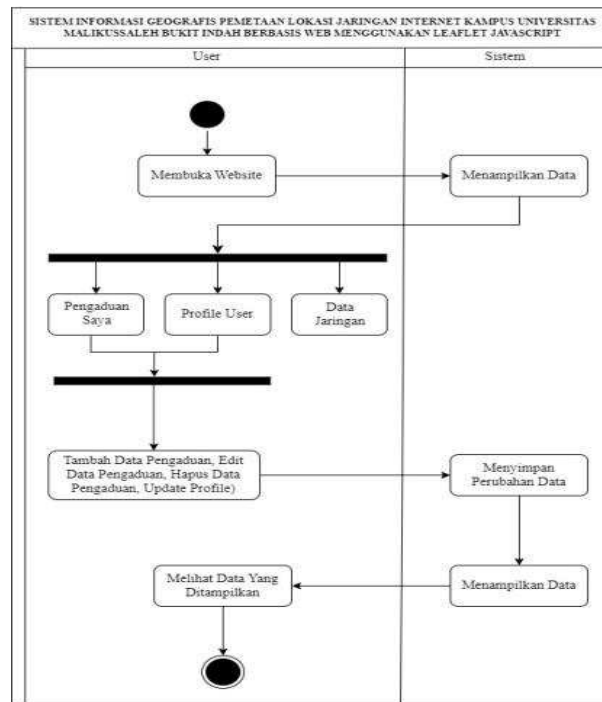 SISTEM INFORMASI GEOGRAFIS PEMETAAN LOKASI JARINGAN INTERNET KAMPUS UNIVERSITAS
MALIKUSSALEH BUKIT INDAH BERBASIS WEB MENGGUNAKAN LEAFLET JAVASCRIPT
User
Sistem
Membuka Website
Menampilkan Data
Pengaduan
Saya
Profile User
Data
Jaringan
Tambah Data Pengaduan, Edit
Data Pengaduan, Hapus Data
Pengaduan, Update Profile)
Menyimpan
Perubahan Data
Melihat Data Yang
Ditampilkan
Menampilkan Data